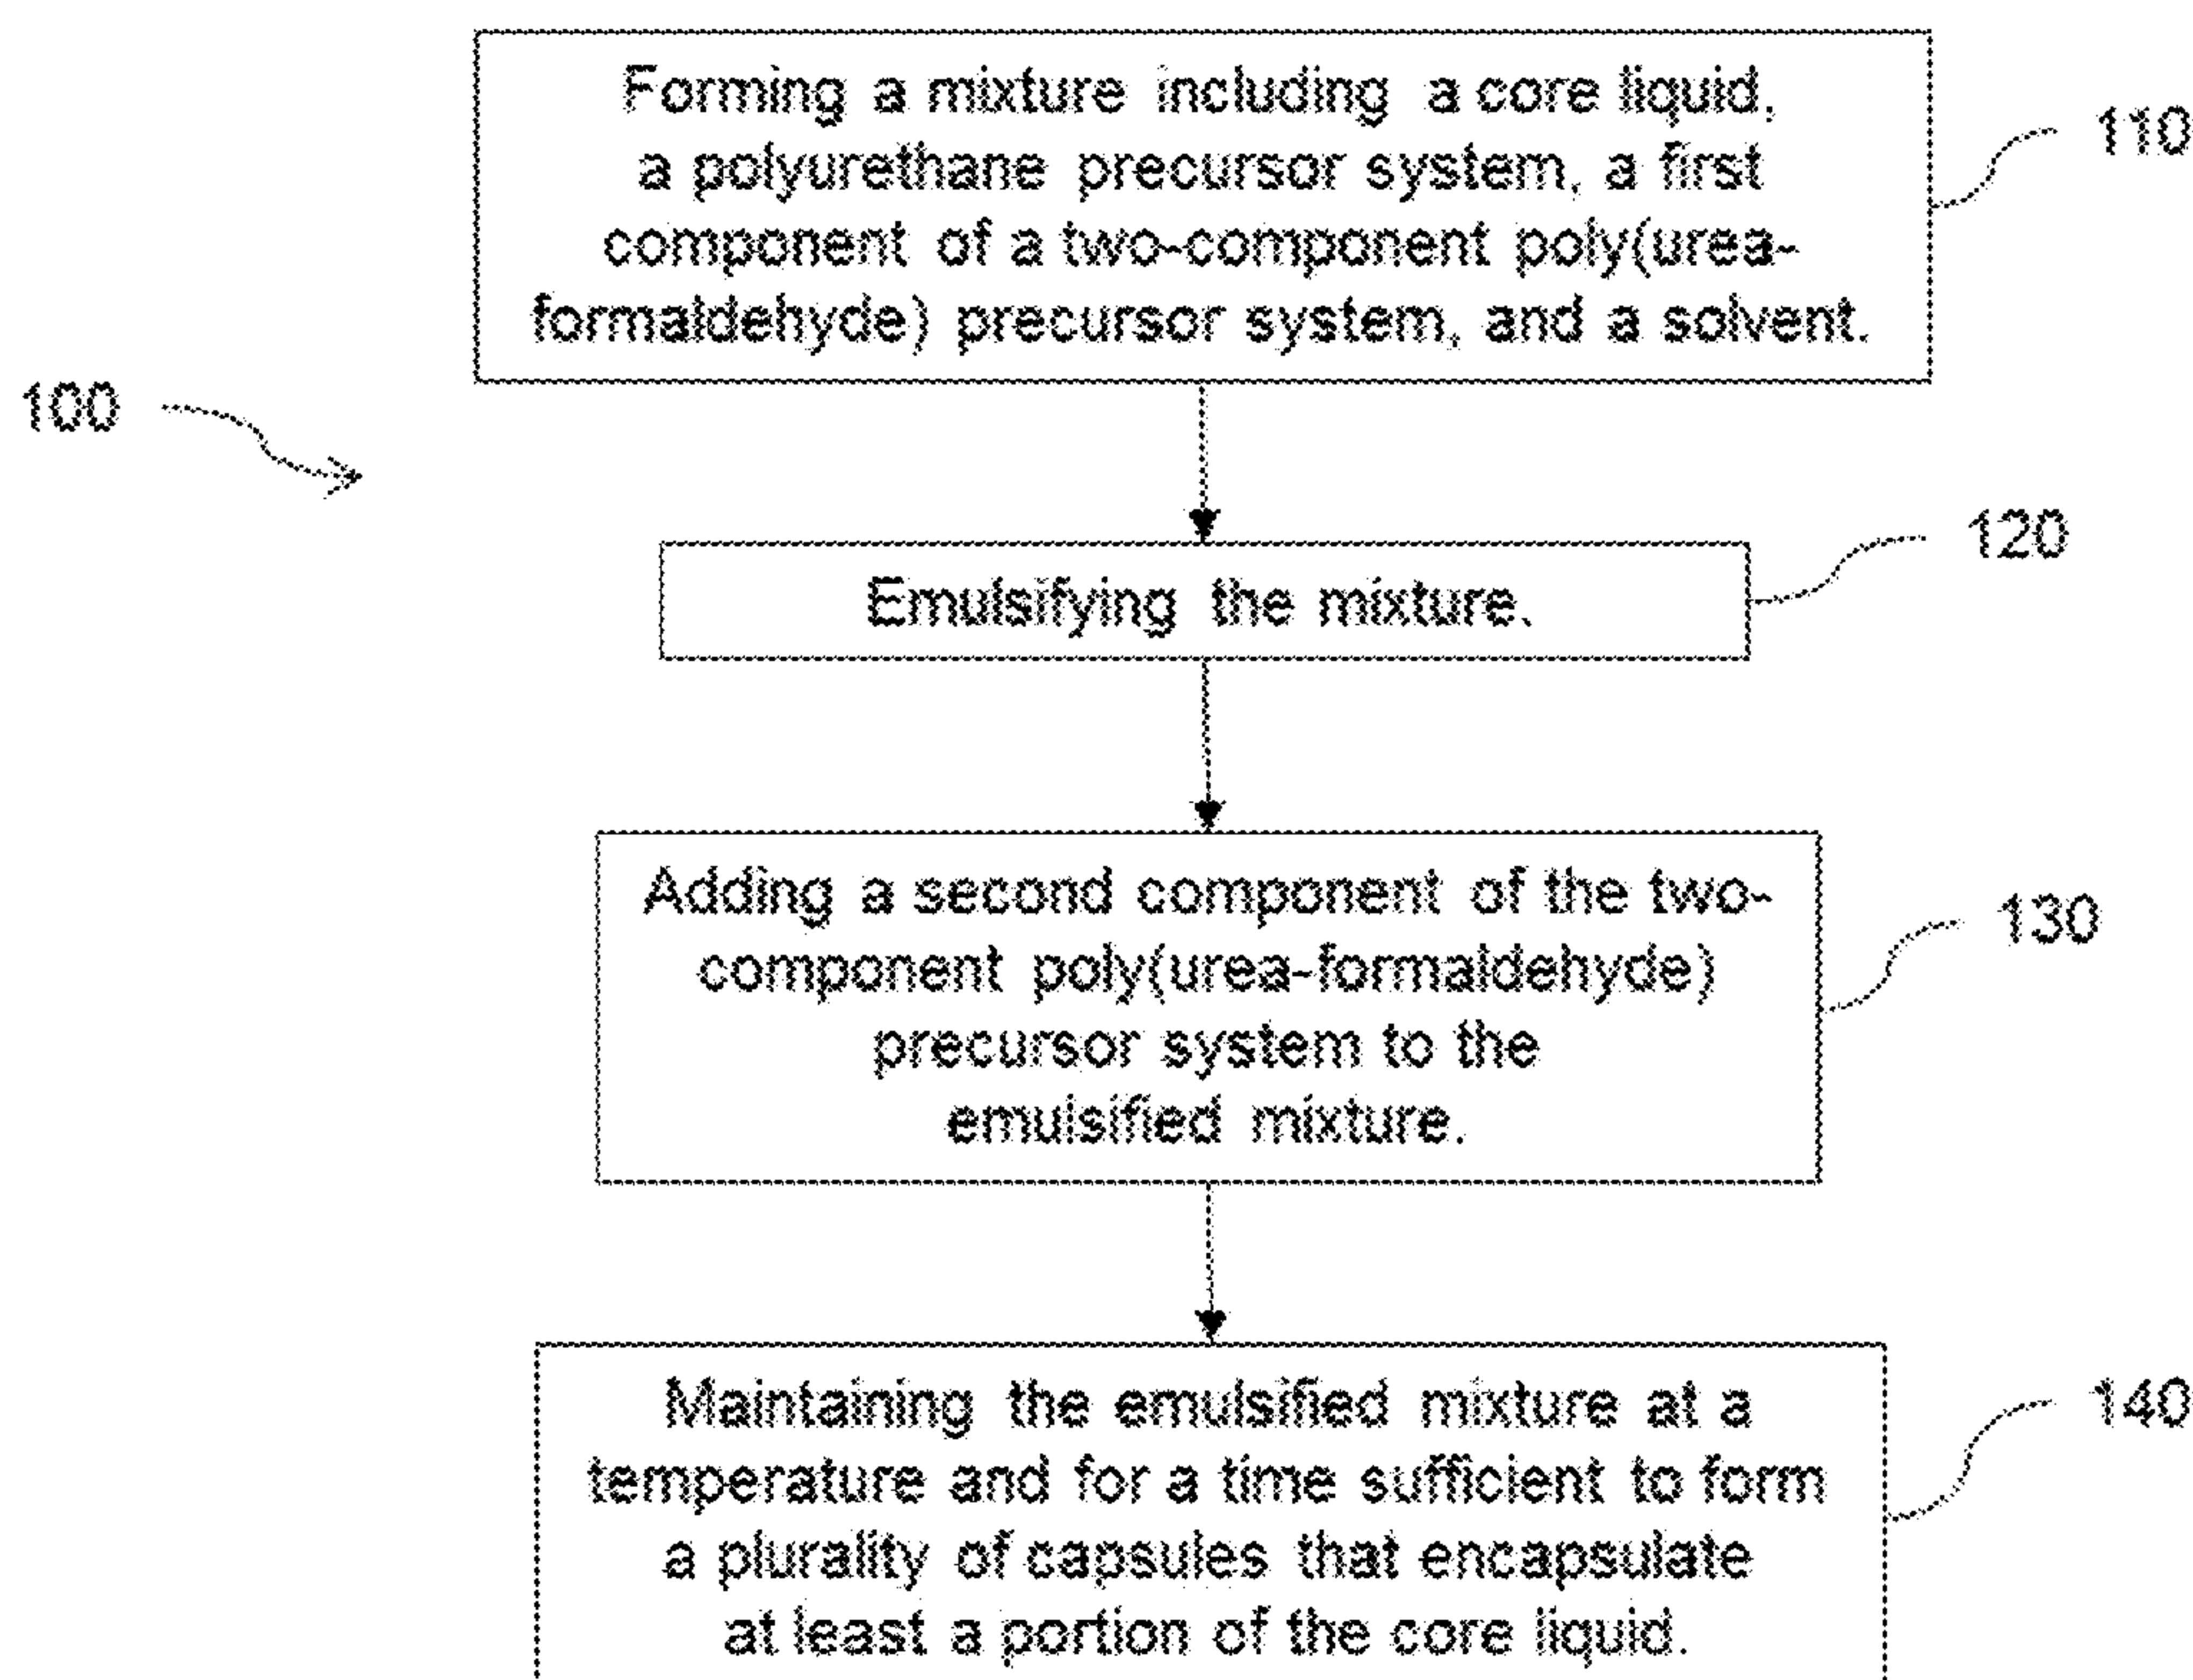 Forming a mixture including a core liquid,
a polyurethane precursor system, a first
component of a two-component poly(urea-
formaldehyde) precursor system, and a solvent.
110
100
120
Emulsifying the mixture.
Adding a second component of the two-
component poly(urea-formaldehyde)
precursor system to the
emulsified mixture.
130
Maintaining the emulsified mixture at a
temperature and for a time sufficient to form
a plurality of capsules that encapsulate
at least a portion of the core liquid.
140